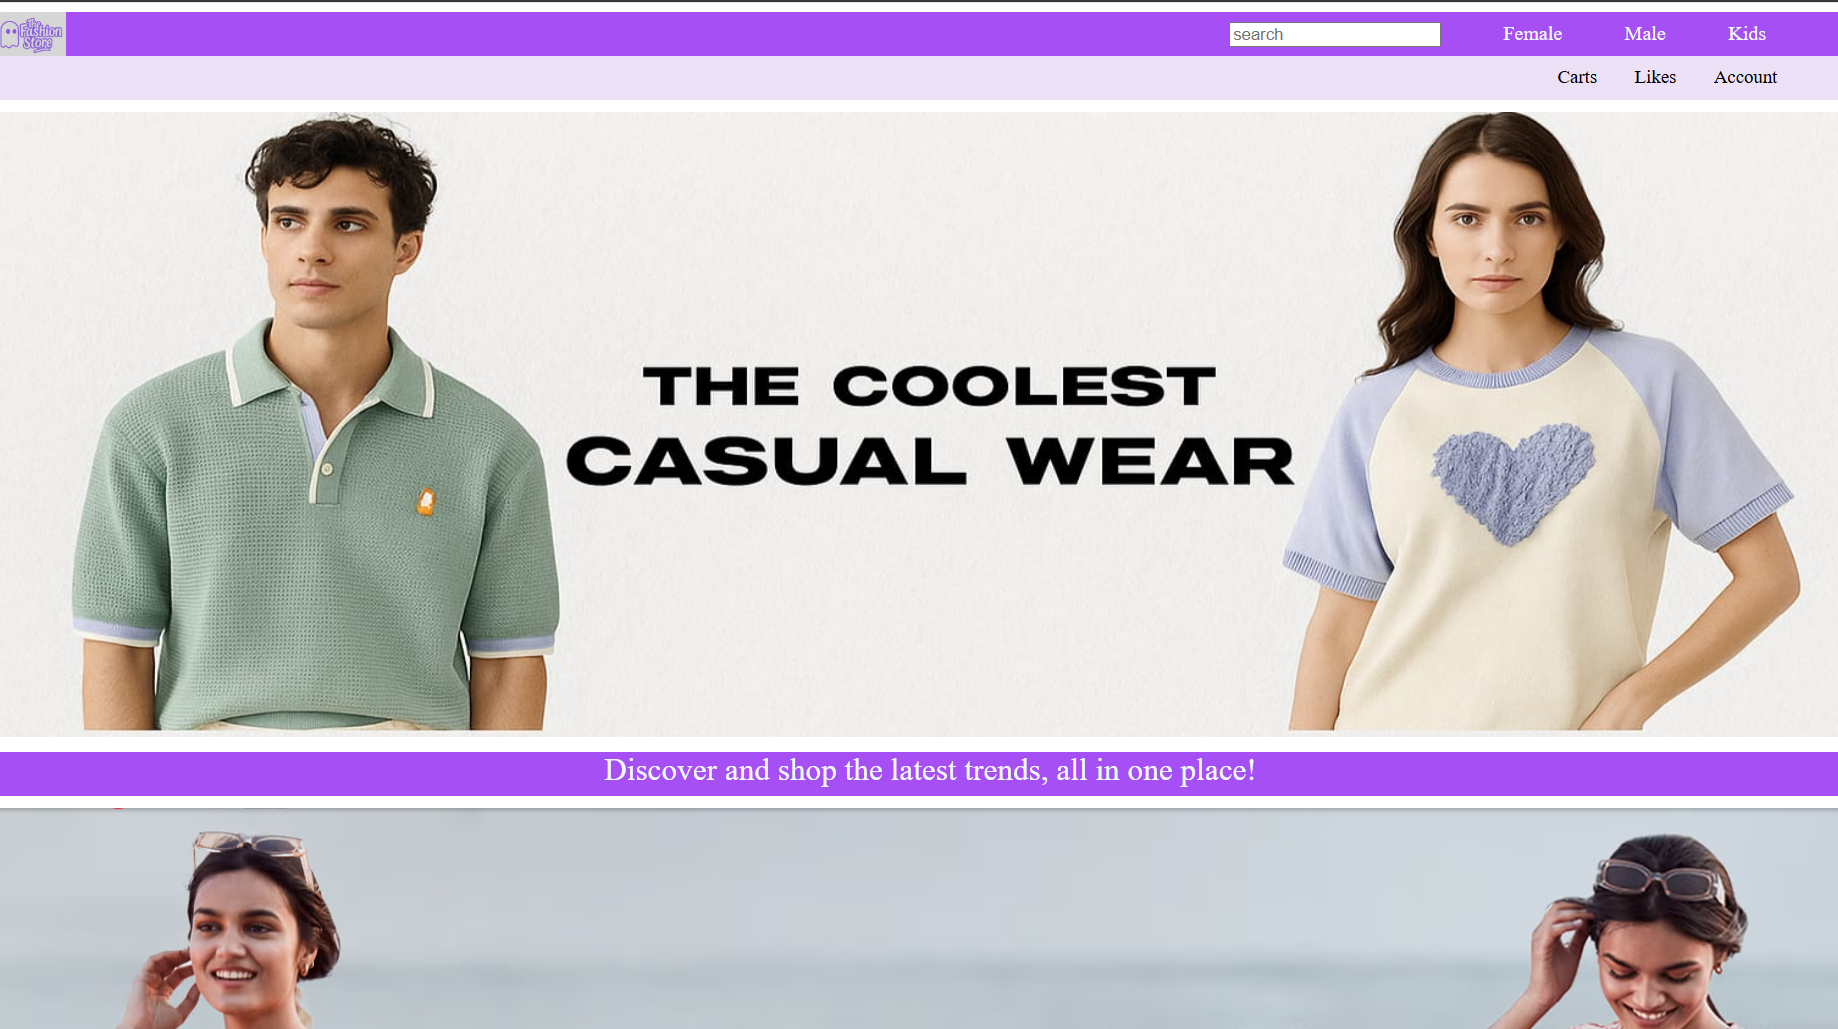 The
Fashion
Store
search
Female Male Kids
Carts Likes Account
THE COOLEST
CASUAL WEAR
Discover and shop the latest trends, all in one place!